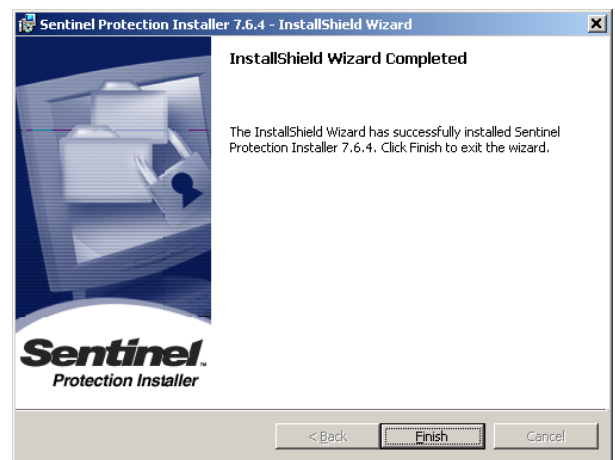 Sentinel Protection Installer 7.6.4 - InstallShield Wizard
InstallShield Wizard Completed
The InstallShield Wizard has successfully installed Sentinel
Protection Installer 7.6.4. Click Finish to exit the wizard.
Sentinel™
Protection Installer
< Back
Finish
Cancel